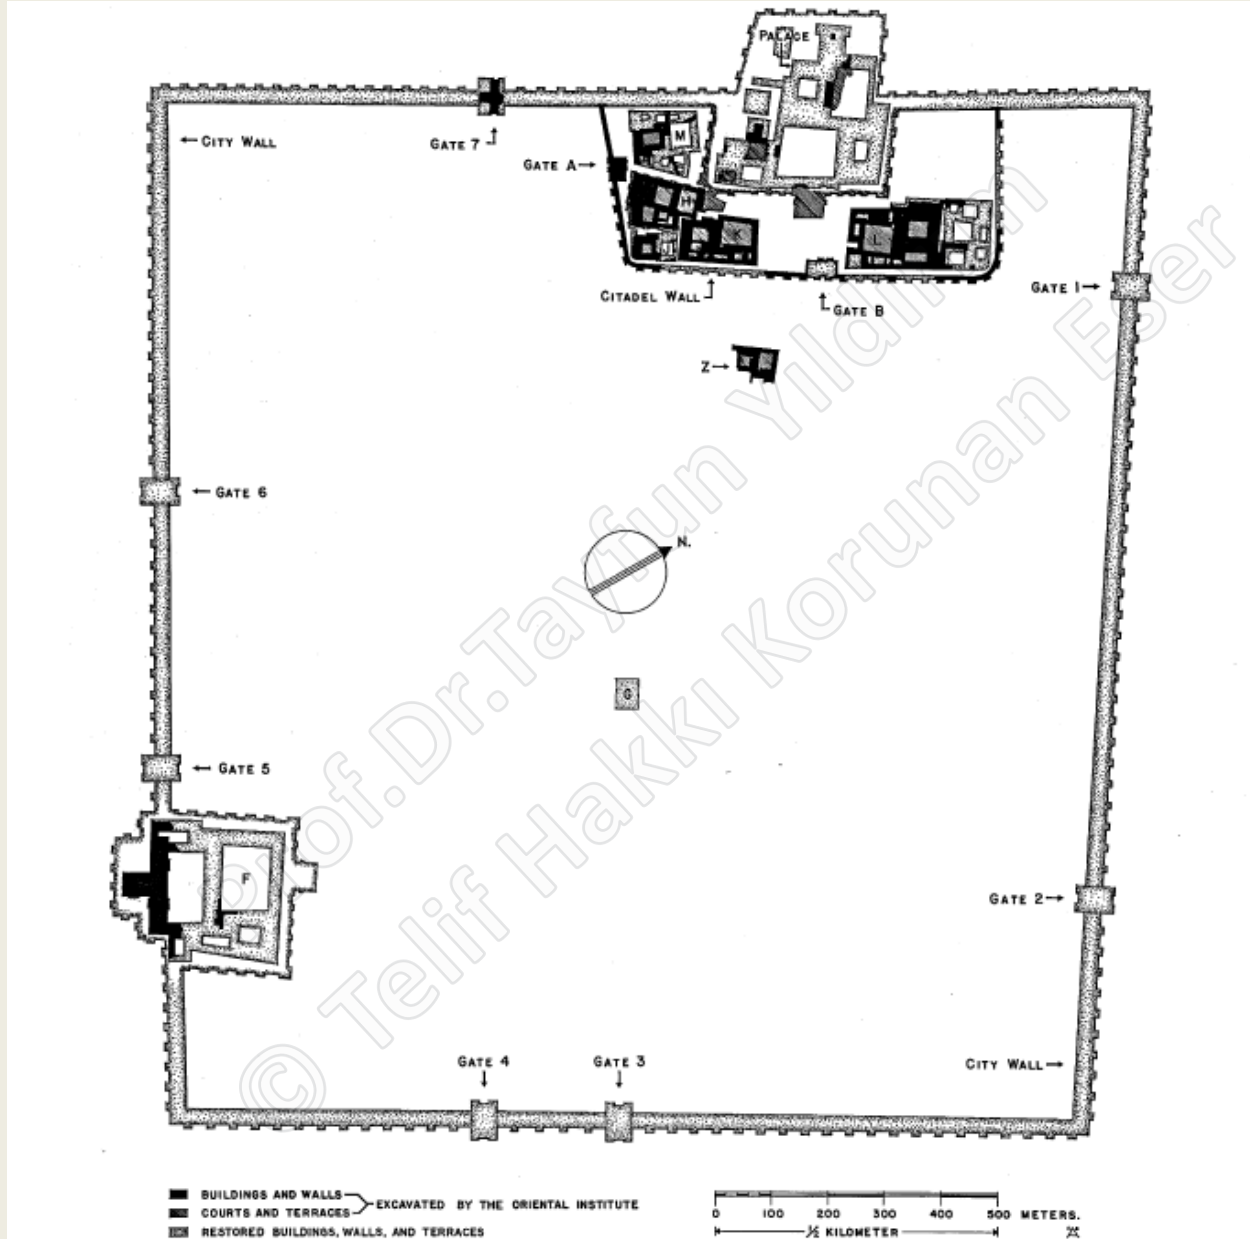 PALACE
CITY WALL
GATE 7
GATE A
M
H
K
L
CITADEL WALL
GATE B
GATE 1
Z
GATE 6
N.
G
GATE 5
F
GATE 2
GATE 4
GATE 3
CITY WALL
BUILDINGS AND WALLS
COURTS AND TERRACES
EXCAVATED BY THE ORIENTAL INSTITUTE
RESTORED BUILDINGS, WALLS, AND TERRACES
0 100 200 300 400 500 METERS.
½ KILOMETER
Prof.Dr.Tayfun Yıldırım
© Telif Hakkı Korunan Eser